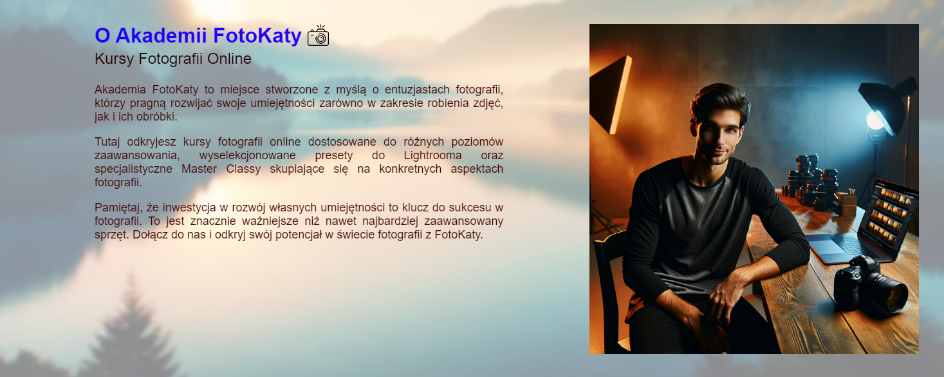 O Akademii FotoKaty
Kursy Fotografii Online
Akademia FotoKaty to miejsce stworzone z myślą o entuzjastach fotografii,
którzy pragną rozwijać swoje umiejętności zarówno w zakresie robienia zdjęć,
jak i ich obróbki.
Tutaj odkryjesz kursy fotografii online dostosowane do różnych poziomów
zaawansowania, wyselekcjonowane presety do Lightrooma oraz
specjalistyczne Master Classy skupiające się na konkretnych aspektach
fotografii.
Pamiętaj, że inwestycja w rozwój własnych umiejętności to klucz do sukcesu w
fotografii. To jest znacznie ważniejsze niż nawet najbardziej zaawansowany
sprzęt. Dołącz do nas i odkryj swój potencjał w świecie fotografii z FotoKaty.